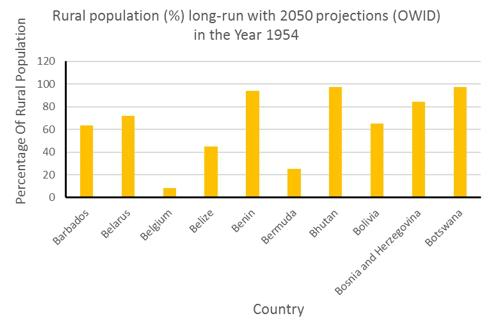 Rural population (%) long-run with 2050 projections (OWID)
in the Year 1954
Percentage Of Rural Population
120
100
80
60
40
20
0
Barbados
Belarus
Belgium
Belize
Benin
Bermuda
Bhutan
Bolivia
Bosnia and Herzegovina
Botswana
Country